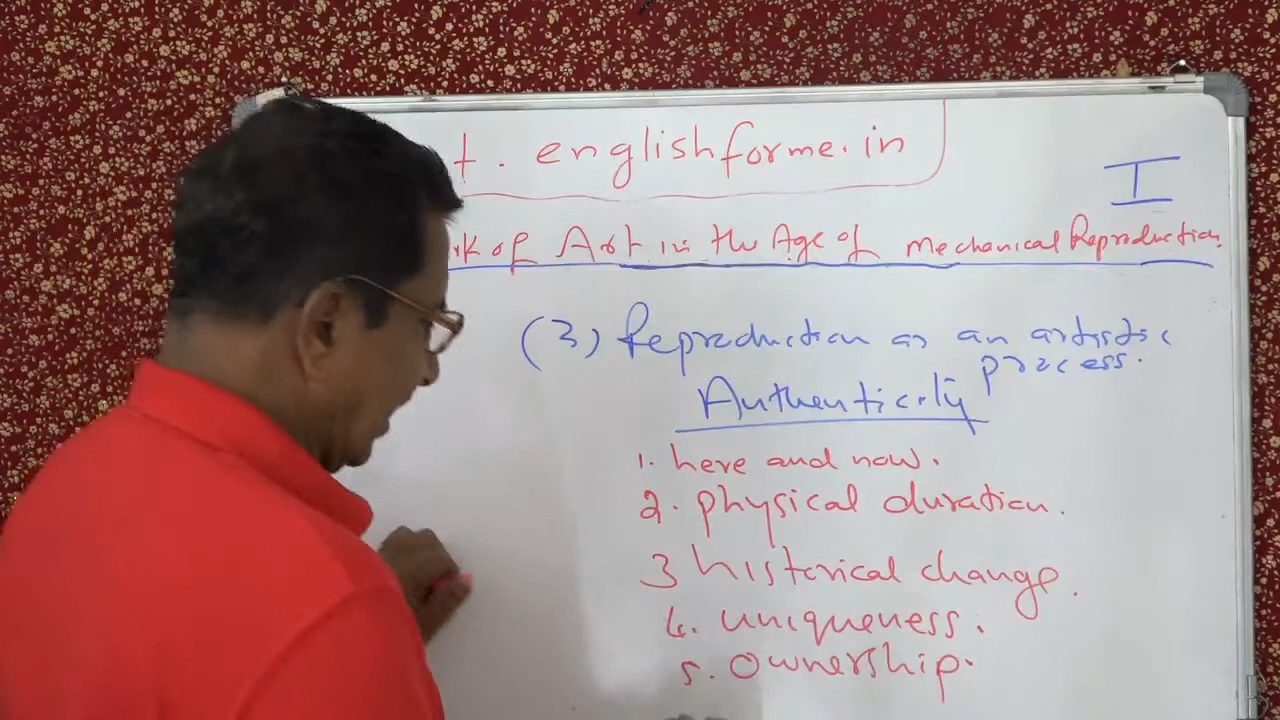 t. englishforme.in
I
rk of Art in the Age of Mechanical Reproduction
(3) Reproduction as an artistic
process.
Authenticity
1. here and now.
2. physical duration.
3 historical change.
4. uniqueness.
5. ownership.